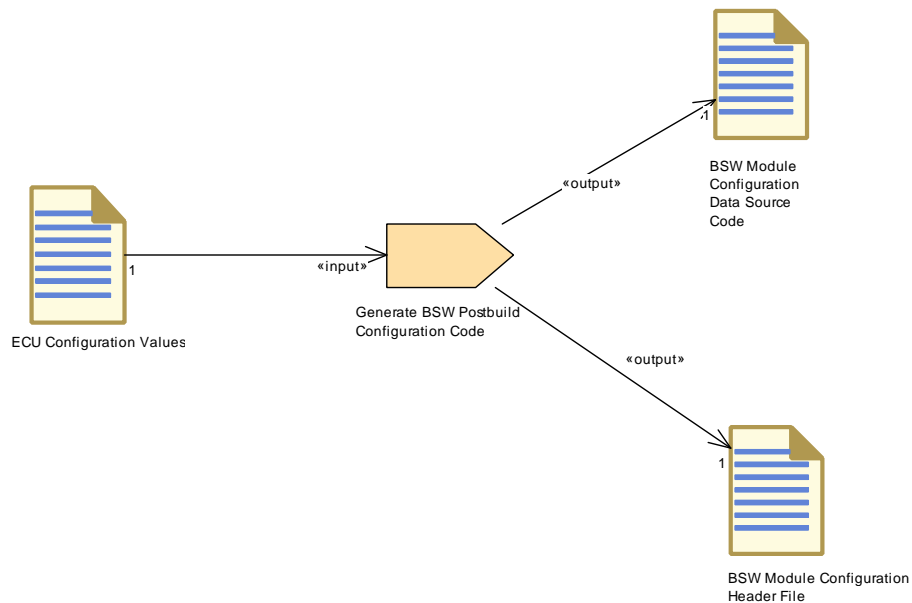 1
BSW Module
Configuration
Data Source
Code
«output»
1
«input»
Generate BSW Postbuild
Configuration Code
ECU Configuration Values
«output»
1
BSW Module Configuration
Header File